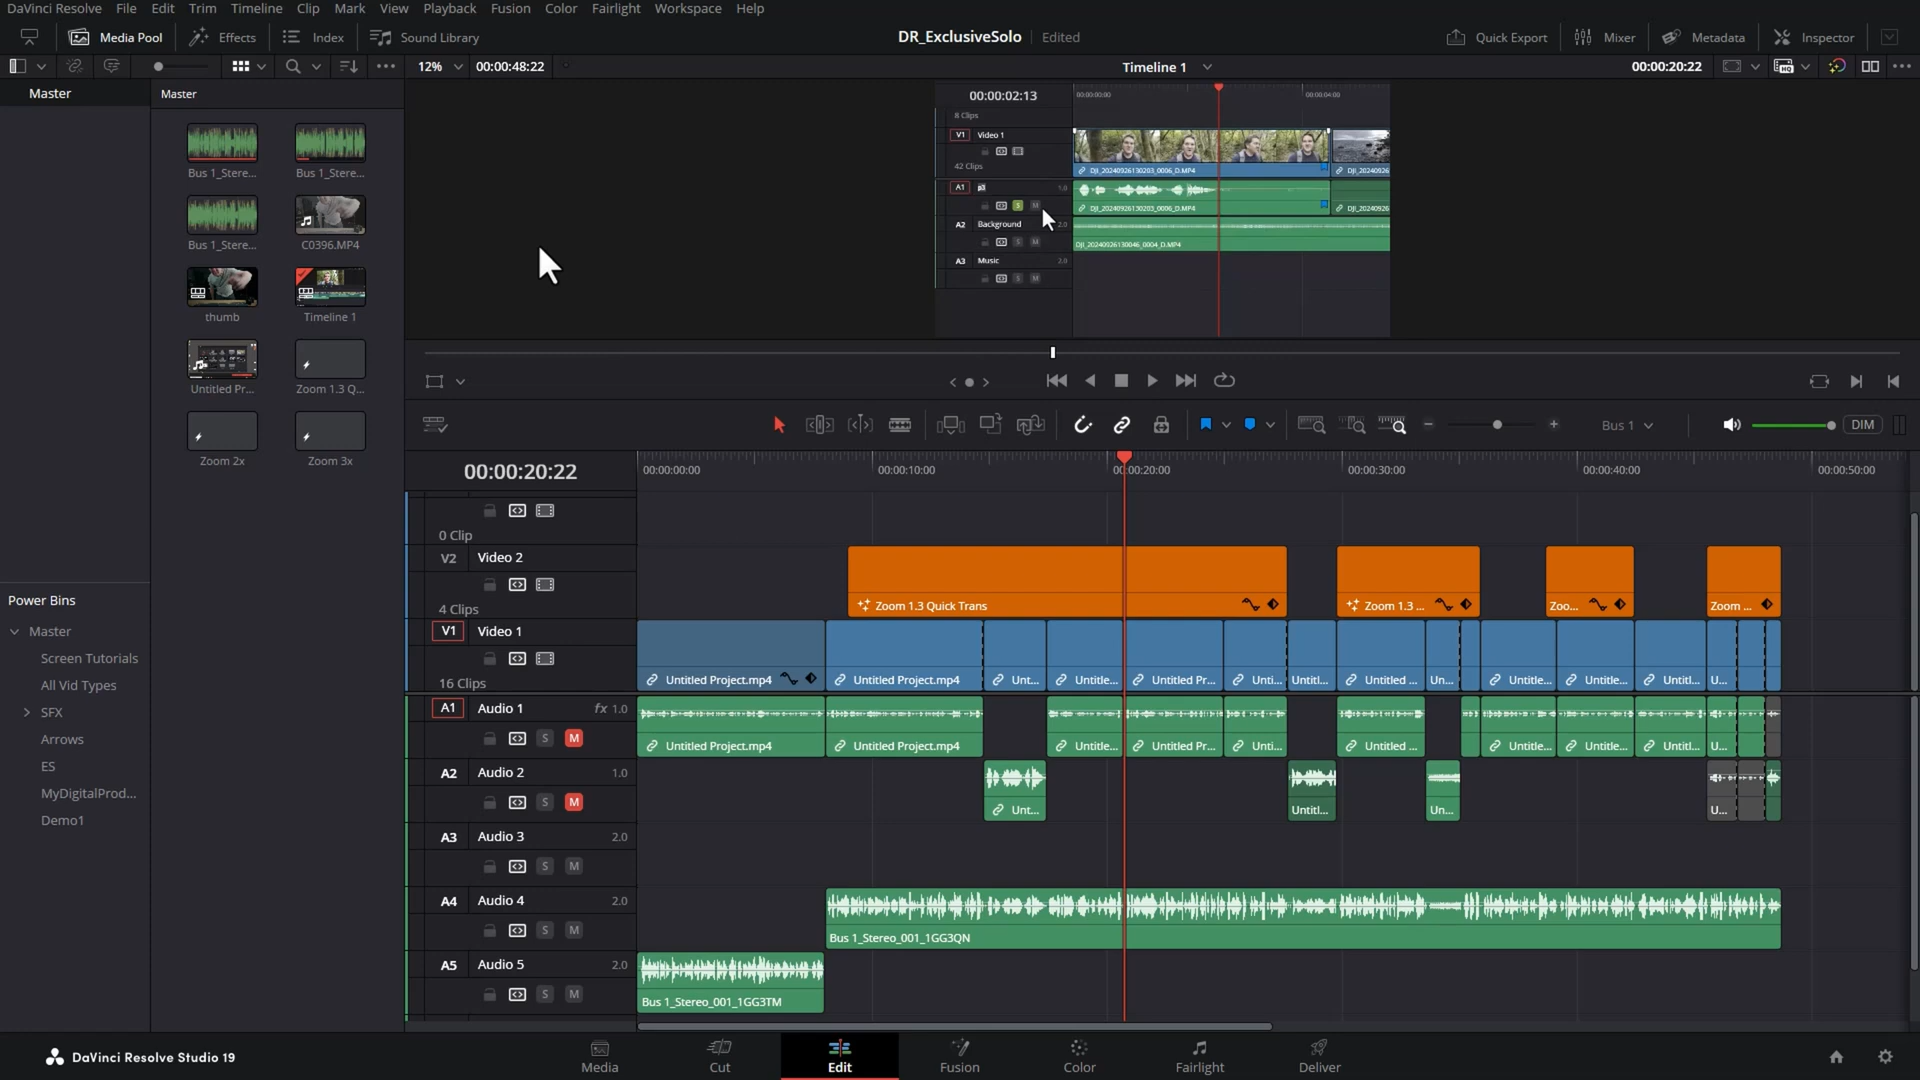 DaVinci Resolve File Edit Trim Timeline Clip Mark View Playback Fusion Color Fairlight Workspace Help
Media Pool Effects Index Sound Library DR_ExclusiveSolo Edited Quick Export Mixer Metadata Inspector
12% 00:00:48:22 Timeline 1 00:00:20:22
Master Master
Bus 1_Stere... Bus 1_Stere...
Bus 1_Stere... C0396.MP4
thumb Timeline 1
Untitled Pr... Zoom 1.3 Q...
Zoom 2x Zoom 3x
Power Bins
Master
Screen Tutorials
All Vid Types
SFX
Arrows
ES
MyDigitalProd...
Demo1
00:00:02:13 00:00:00:00 00:00:04:00
8 Clips
V1 Video 1
42 Clips
DJI_20240926130203_0006_D.MP4 DJI_20240926
A1 p3 1.0
S M
DJI_20240926130203_0006_D.MP4 DJI_20240926
A2 Background 2.0
S M
DJI_20240926130046_0004_D.MP4
A3 Music 2.0
S M
Bus 1 DIM
00:00:20:22 00:00:00:00 00:00:10:00 00:00:20:00 00:00:30:00 00:00:40:00 00:00:50:00
0 Clip
V2 Video 2
4 Clips
Zoom 1.3 Quick Trans Zoom 1.3 ... Zoo... Zoom ...
V1 Video 1
16 Clips
Untitled Project.mp4 Untitled Project.mp4 Unt... Untitle... Untitled Pr... Unti... Untitl... Untitled ... Un... Untitle... Untitle... Untitl... U...
A1 Audio 1 fx 1.0
S M
Untitled Project.mp4 Untitled Project.mp4 Untitle... Untitled Pr... Unti... Untitled ... Untitle... Untitle... Untitl... U...
A2 Audio 2 1.0
S M
Unt... Untitl... Un... U...
A3 Audio 3 2.0
S M
A4 Audio 4 2.0
S M
Bus 1_Stereo_001_1GG3QN
A5 Audio 5 2.0
S M
Bus 1_Stereo_001_1GG3TM
DaVinci Resolve Studio 19 Media Cut Edit Fusion Color Fairlight Deliver